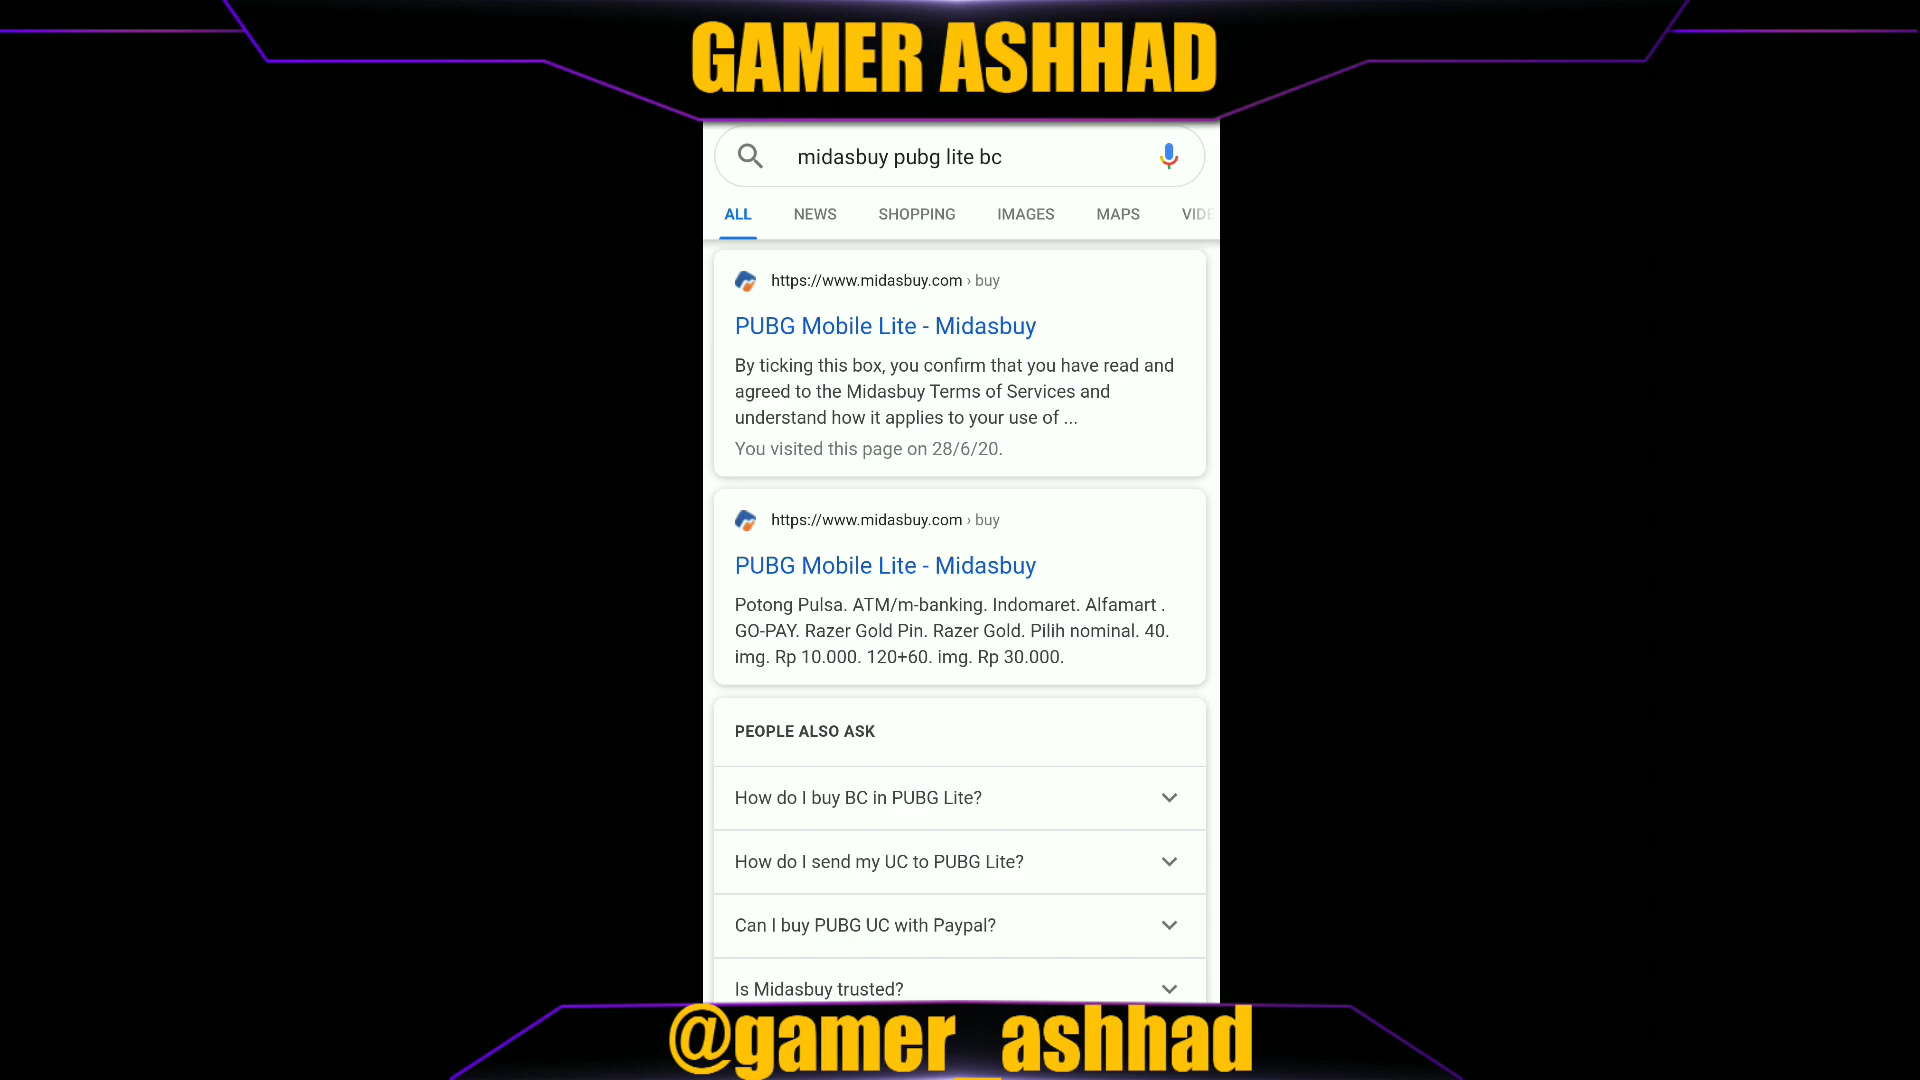 GAMER ASHHAD
midasbuy pubg lite bc
ALL NEWS SHOPPING IMAGES MAPS VIDE
https://www.midasbuy.com › buy
PUBG Mobile Lite - Midasbuy
By ticking this box, you confirm that you have read and
agreed to the Midasbuy Terms of Services and
understand how it applies to your use of ...
You visited this page on 28/6/20.
https://www.midasbuy.com › buy
PUBG Mobile Lite - Midasbuy
Potong Pulsa. ATM/m-banking. Indomaret. Alfamart .
GO-PAY. Razer Gold Pin. Razer Gold. Pilih nominal. 40.
img. Rp 10.000. 120+60. img. Rp 30.000.
PEOPLE ALSO ASK
How do I buy BC in PUBG Lite?
How do I send my UC to PUBG Lite?
Can I buy PUBG UC with Paypal?
Is Midasbuy trusted?
@gamer_ashhad